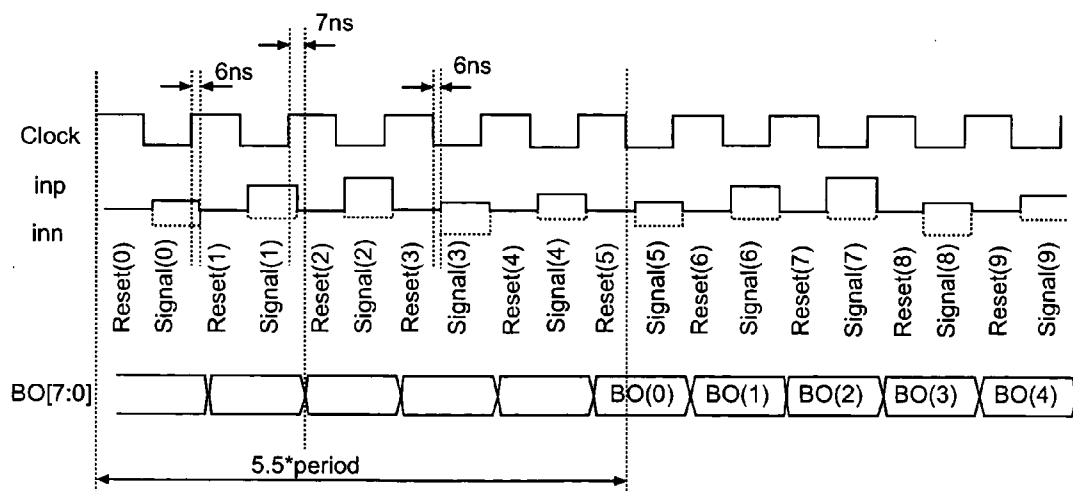 7ns
6ns
6ns
Clock
inp
inn
Reset(0)
Signal(0)
Reset(1)
Signal(1)
Reset(2)
Signal(2)
Reset(3)
Signal(3)
Reset(4)
Signal(4)
Reset(5)
Signal(5)
Reset(6)
Signal(6)
Reset(7)
Signal(7)
Reset(8)
Signal(8)
Reset(9)
Signal(9)
BO[7:0]
BO(0)
BO(1)
BO(2)
BO(3)
BO(4)
5.5*period